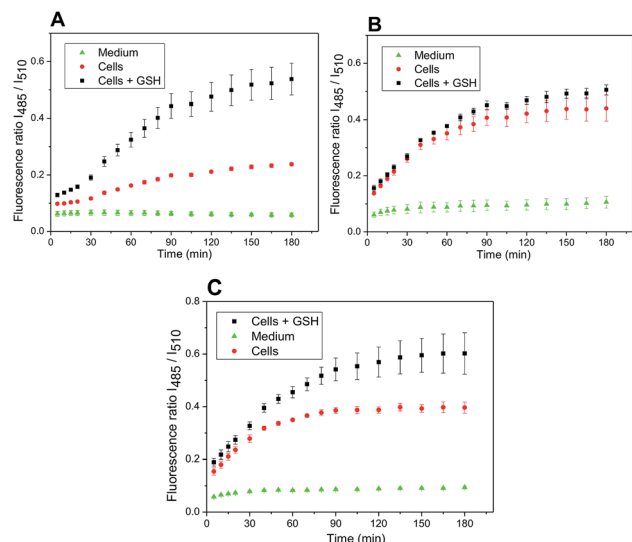 A
Medium
Cells
Cells + GSH
Fluorescence ratio I485 / I510
0.6
0.4
0.2
0.0
0 30 60 90 120 150 180
Time (min)
B
Medium
Cells
Cells + GSH
Fluorescence ratio I485 / I510
0.6
0.4
0.2
0.0
0 30 60 90 120 150 180
Time (min)
C
Cells + GSH
Medium
Cells
Fluorescence ratio I485 / I510
0.8
0.6
0.4
0.2
0.0
0 30 60 90 120 150 180
Time (min)